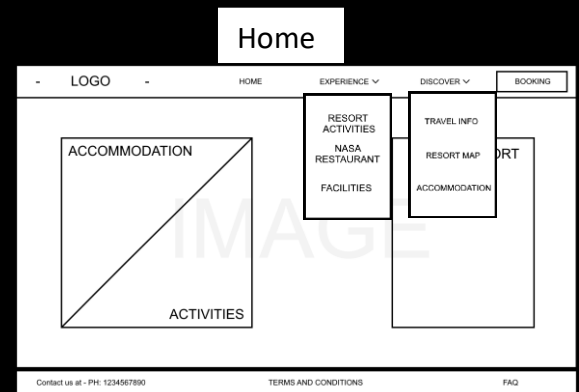 Home
- LOGO -
HOME
EXPERIENCE
DISCOVER
BOOKING
RESORT
ACTIVITIES
NASA
RESTAURANT
FACILITIES
TRAVEL INFO
RESORT MAP
ACCOMMODATION
ACCOMMODATION
ACTIVITIES
ORT
IMAGE
Contact us at - PH: 1234567890
TERMS AND CONDITIONS
FAQ